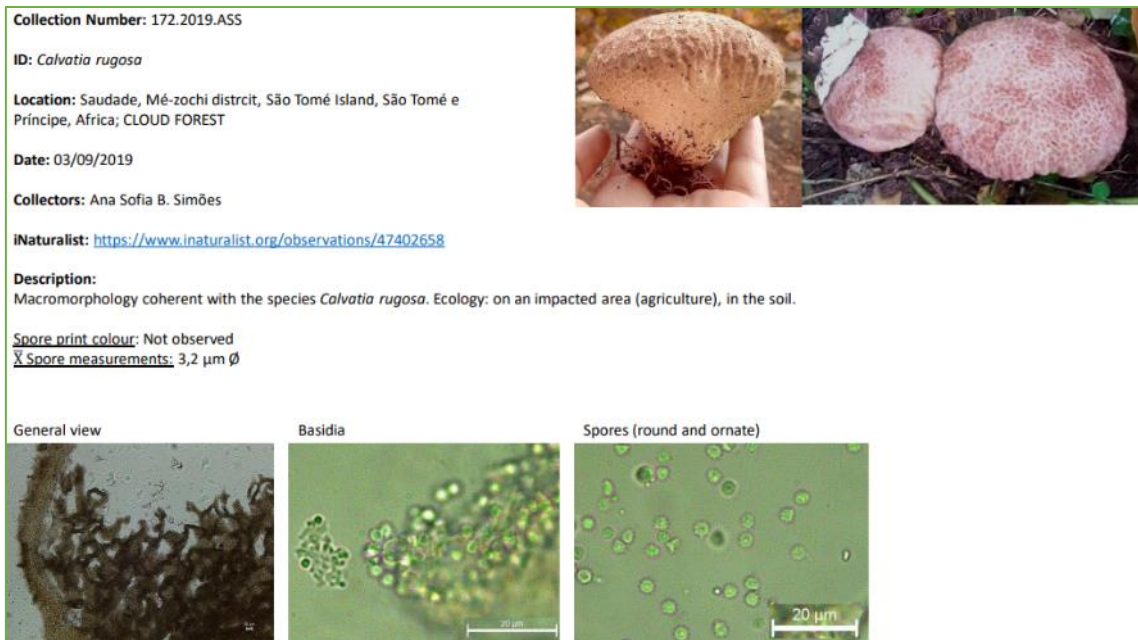 Collection Number: 172.2019.ASS
ID: Calvatia rugosa
Location: Saudade, Mé-zochi distrcit, São Tomé Island, São Tomé e
Príncipe, Africa; CLOUD FOREST
Date: 03/09/2019
Collectors: Ana Sofia B. Simões
iNaturalist: https://www.inaturalist.org/observations/47402658
Description:
Macromorphology coherent with the species Calvatia rugosa. Ecology: on an impacted area (agriculture), in the soil.
Spore print colour: Not observed
X̅ Spore measurements: 3,2 µm Ø
General view
Basidia
Spores (round and ornate)
20 µm
20 µm